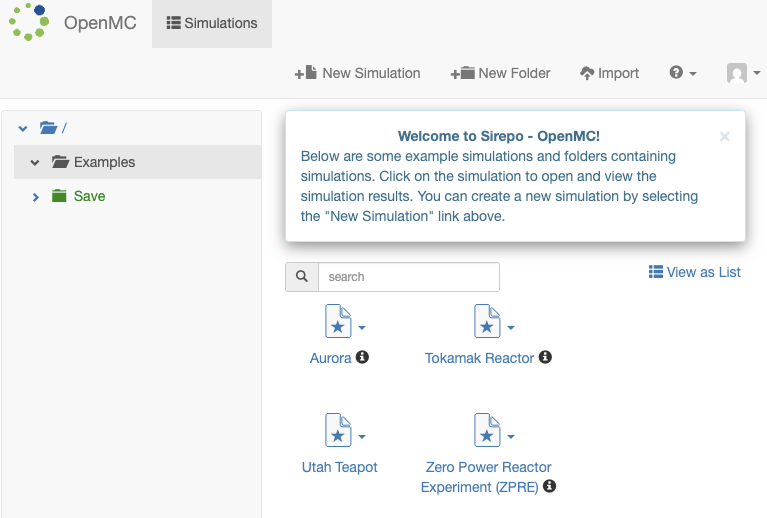 OpenMC
Simulations
New Simulation
New Folder
Import
/
Examples
Save
Welcome to Sirepo - OpenMC!
Below are some example simulations and folders containing
simulations. Click on the simulation to open and view the
simulation results. You can create a new simulation by selecting
the "New Simulation" link above.
search
View as List
Aurora
Tokamak Reactor
Utah Teapot
Zero Power Reactor
Experiment (ZPRE)